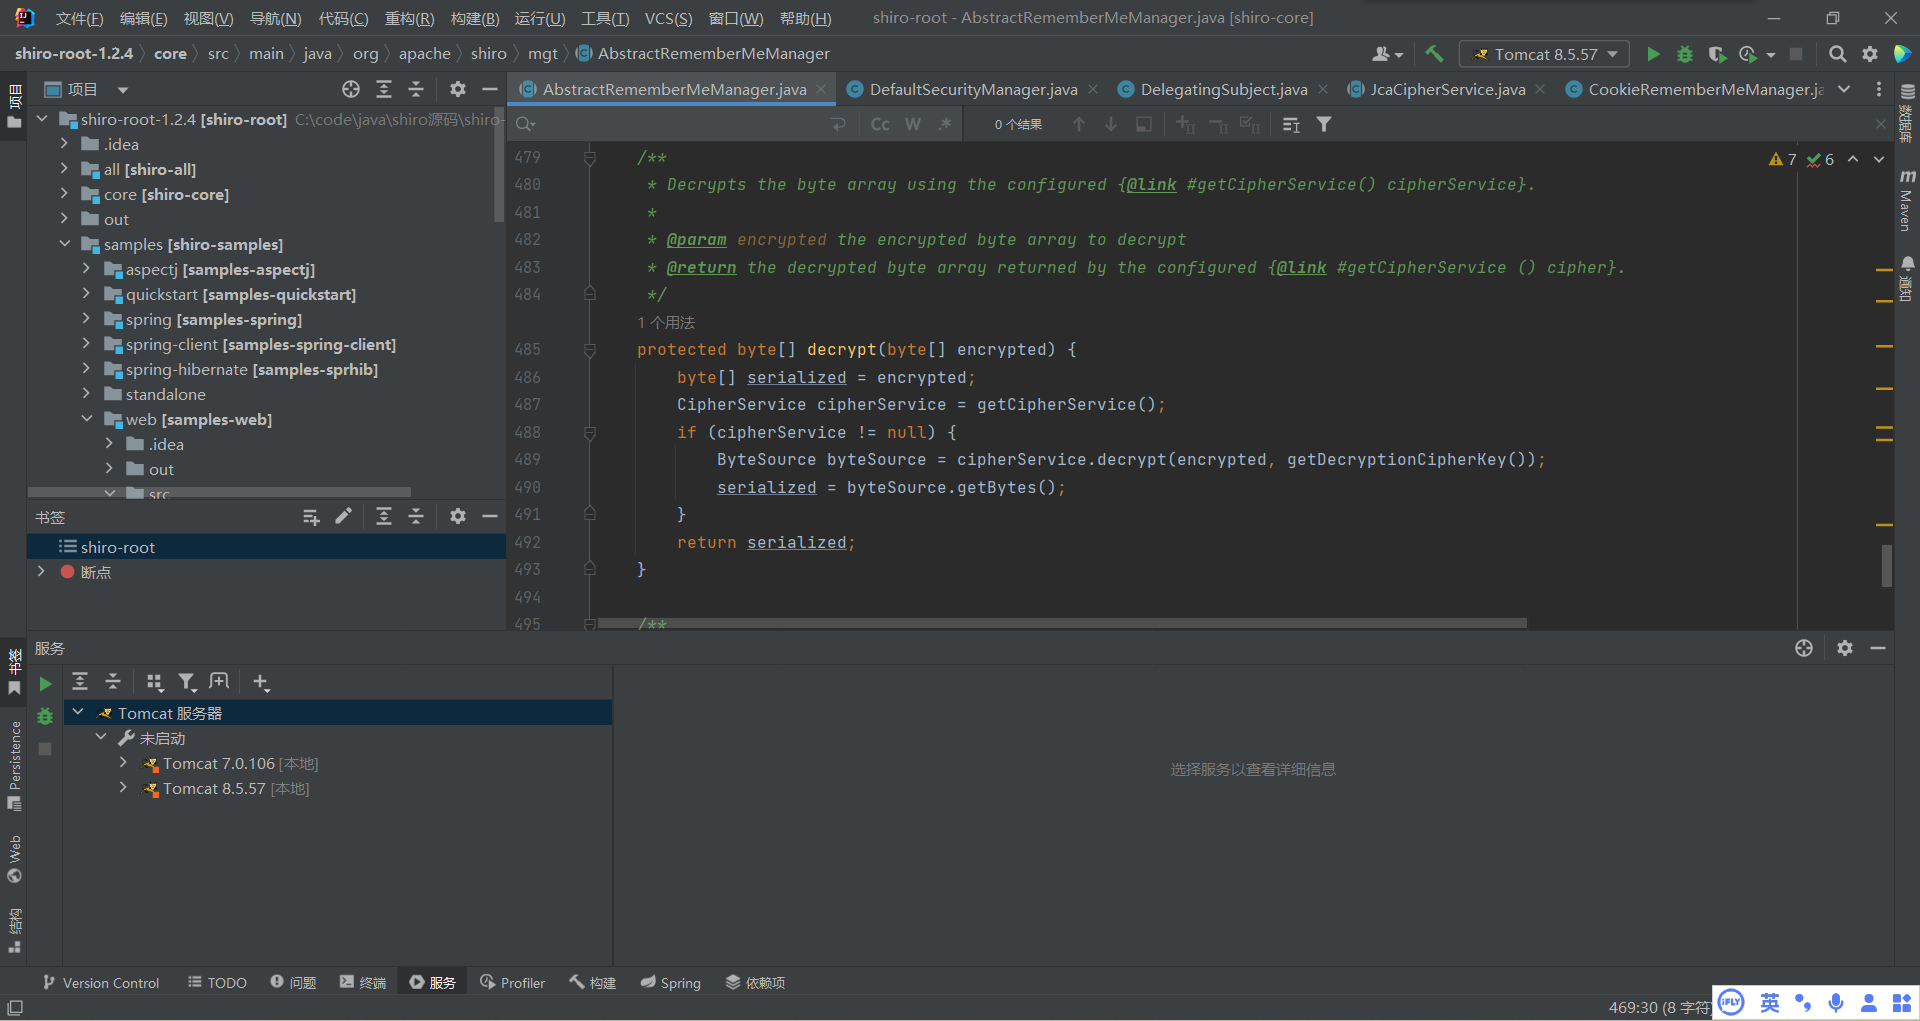 文件(F) 编辑(E) 视图(V) 导航(N) 代码(C) 重构(R) 构建(B) 运行(U) 工具(T) VCS(S) 窗口(W) 帮助(H) shiro-root - AbstractRememberMeManager.java [shiro-core]
shiro-root-1.2.4 core src main java org apache shiro mgt AbstractRememberMeManager Tomcat 8.5.57
项目
AbstractRememberMeManager.java DefaultSecurityManager.java DelegatingSubject.java JcaCipherService.java CookieRememberMeManager.ja
Cc W .* 0 个结果
项目
shiro-root-1.2.4 [shiro-root] C:\code\java\shiro源码\shiro-
.idea
all [shiro-all]
core [shiro-core]
out
samples [shiro-samples]
aspectj [samples-aspectj]
quickstart [samples-quickstart]
spring [samples-spring]
spring-client [samples-spring-client]
spring-hibernate [samples-sprhib]
standalone
web [samples-web]
.idea
out
src
7 6
479 /**
480 * Decrypts the byte array using the configured {@link #getCipherService() cipherService}.
481 *
482 * @param encrypted the encrypted byte array to decrypt
483 * @return the decrypted byte array returned by the configured {@link #getCipherService () cipher}.
484 */
1 个用法
485 protected byte[] decrypt(byte[] encrypted) {
486 byte[] serialized = encrypted;
487 CipherService cipherService = getCipherService();
488 if (cipherService != null) {
489 ByteSource byteSource = cipherService.decrypt(encrypted, getDecryptionCipherKey());
490 serialized = byteSource.getBytes();
491 }
492 return serialized;
493 }
494
495 /**
数据库
m Maven
通知
书签
shiro-root
断点
服务
书签
Persistence
Web
结构
Tomcat 服务器
未启动
Tomcat 7.0.106 [本地]
Tomcat 8.5.57 [本地]
选择服务以查看详细信息
Version Control TODO 问题 终端 服务 Profiler 构建 Spring 依赖项
469:30 (8 字符)
iFLY 英